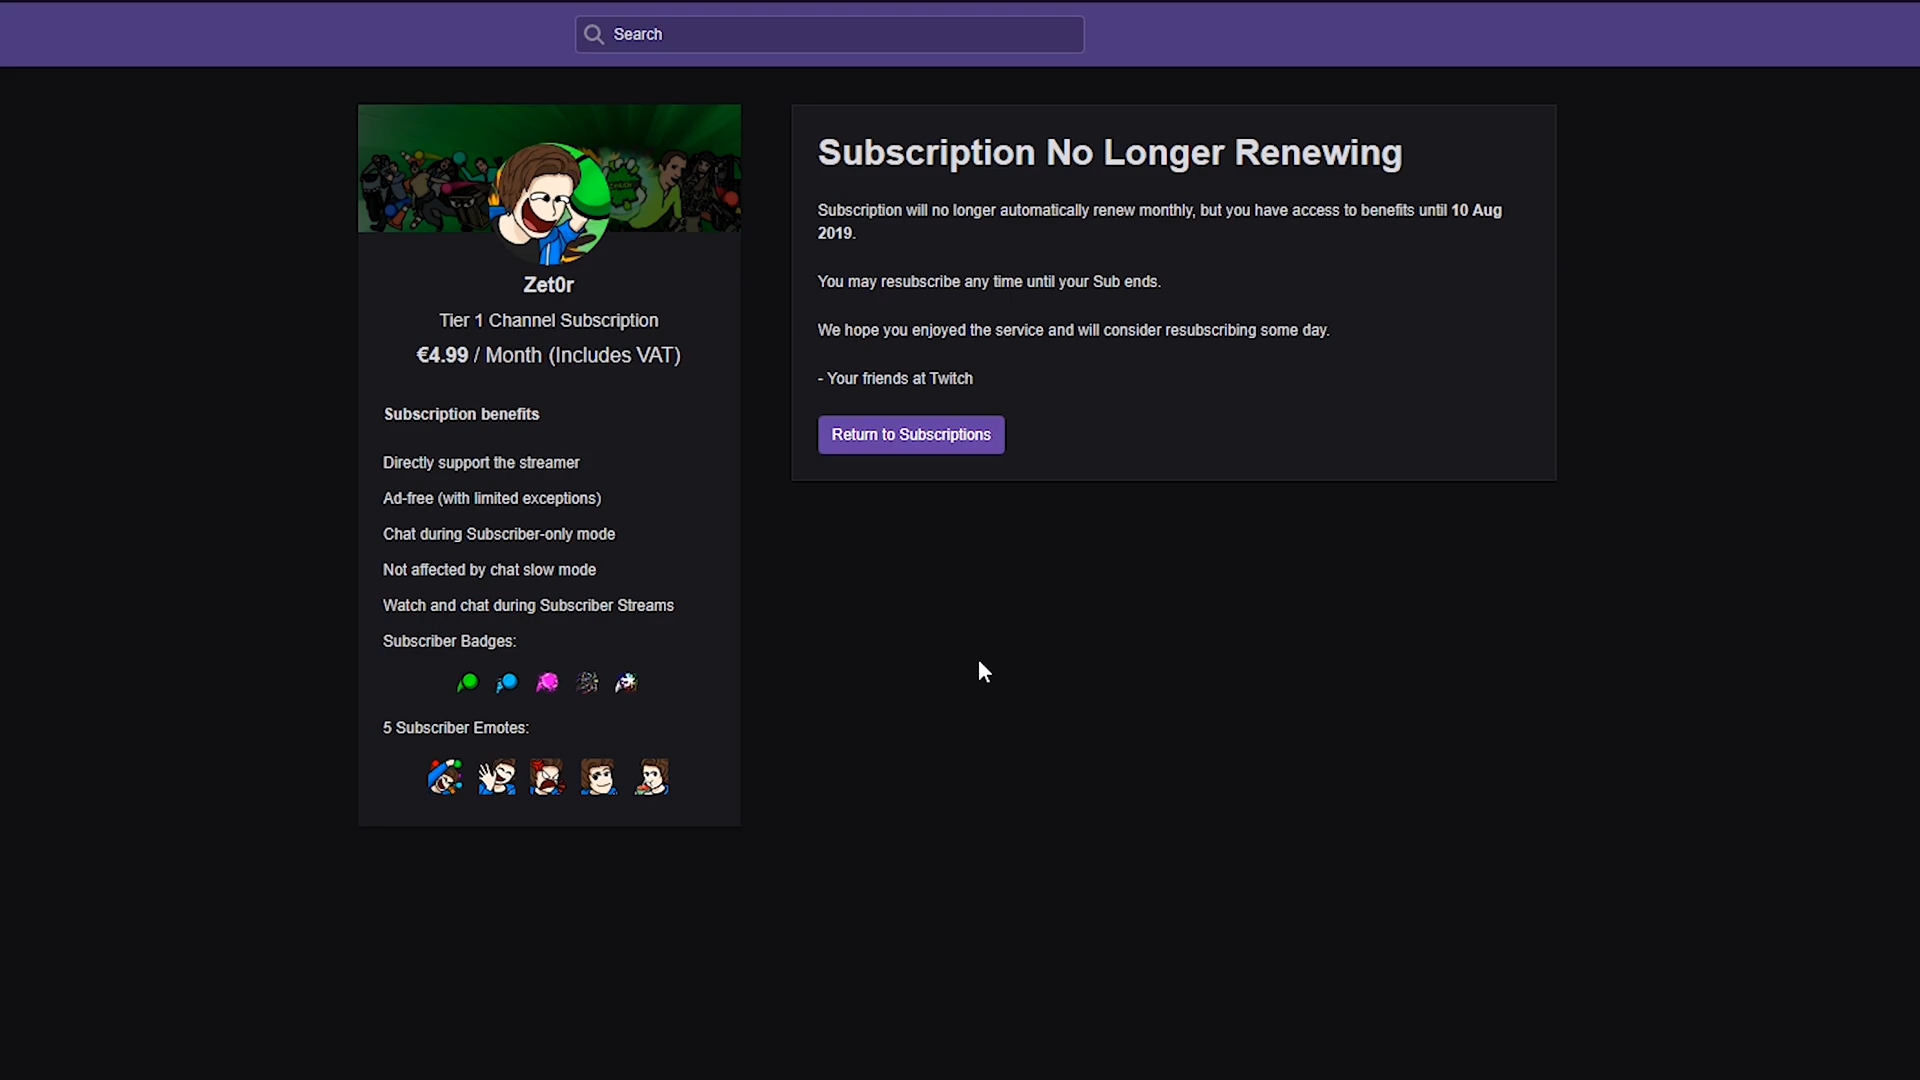 Search
Zet0r
Tier 1 Channel Subscription
€4.99 / Month (Includes VAT)
Subscription benefits
Directly support the streamer
Ad-free (with limited exceptions)
Chat during Subscriber-only mode
Not affected by chat slow mode
Watch and chat during Subscriber Streams
Subscriber Badges:
5 Subscriber Emotes:
Subscription No Longer Renewing
Subscription will no longer automatically renew monthly, but you have access to benefits until 10 Aug
2019.
You may resubscribe any time until your Sub ends.
We hope you enjoyed the service and will consider resubscribing some day.
- Your friends at Twitch
Return to Subscriptions